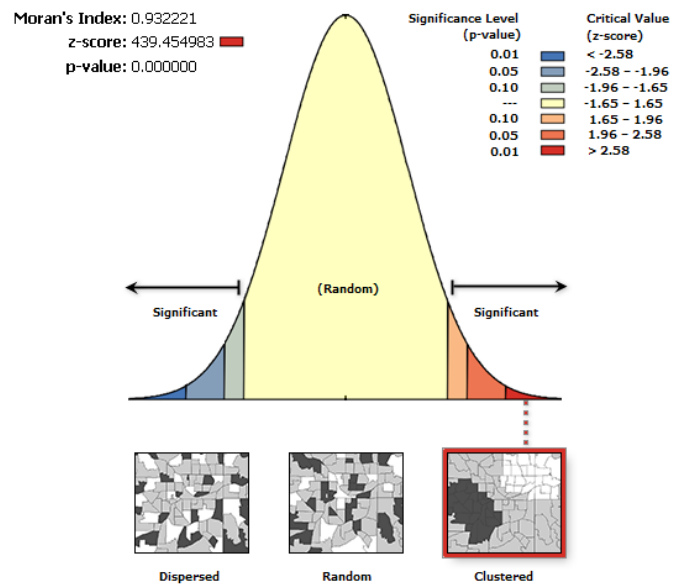 Moran's Index: 0.932221
z-score: 439.454983
p-value: 0.000000
Significance Level
(p-value)
Critical Value
(z-score)
0.01 < -2.58
0.05 -2.58 – -1.96
0.10 -1.96 – -1.65
--- -1.65 – 1.65
0.10 1.65 – 1.96
0.05 1.96 – 2.58
0.01 > 2.58
Significant
(Random)
Significant
Dispersed
Random
Clustered